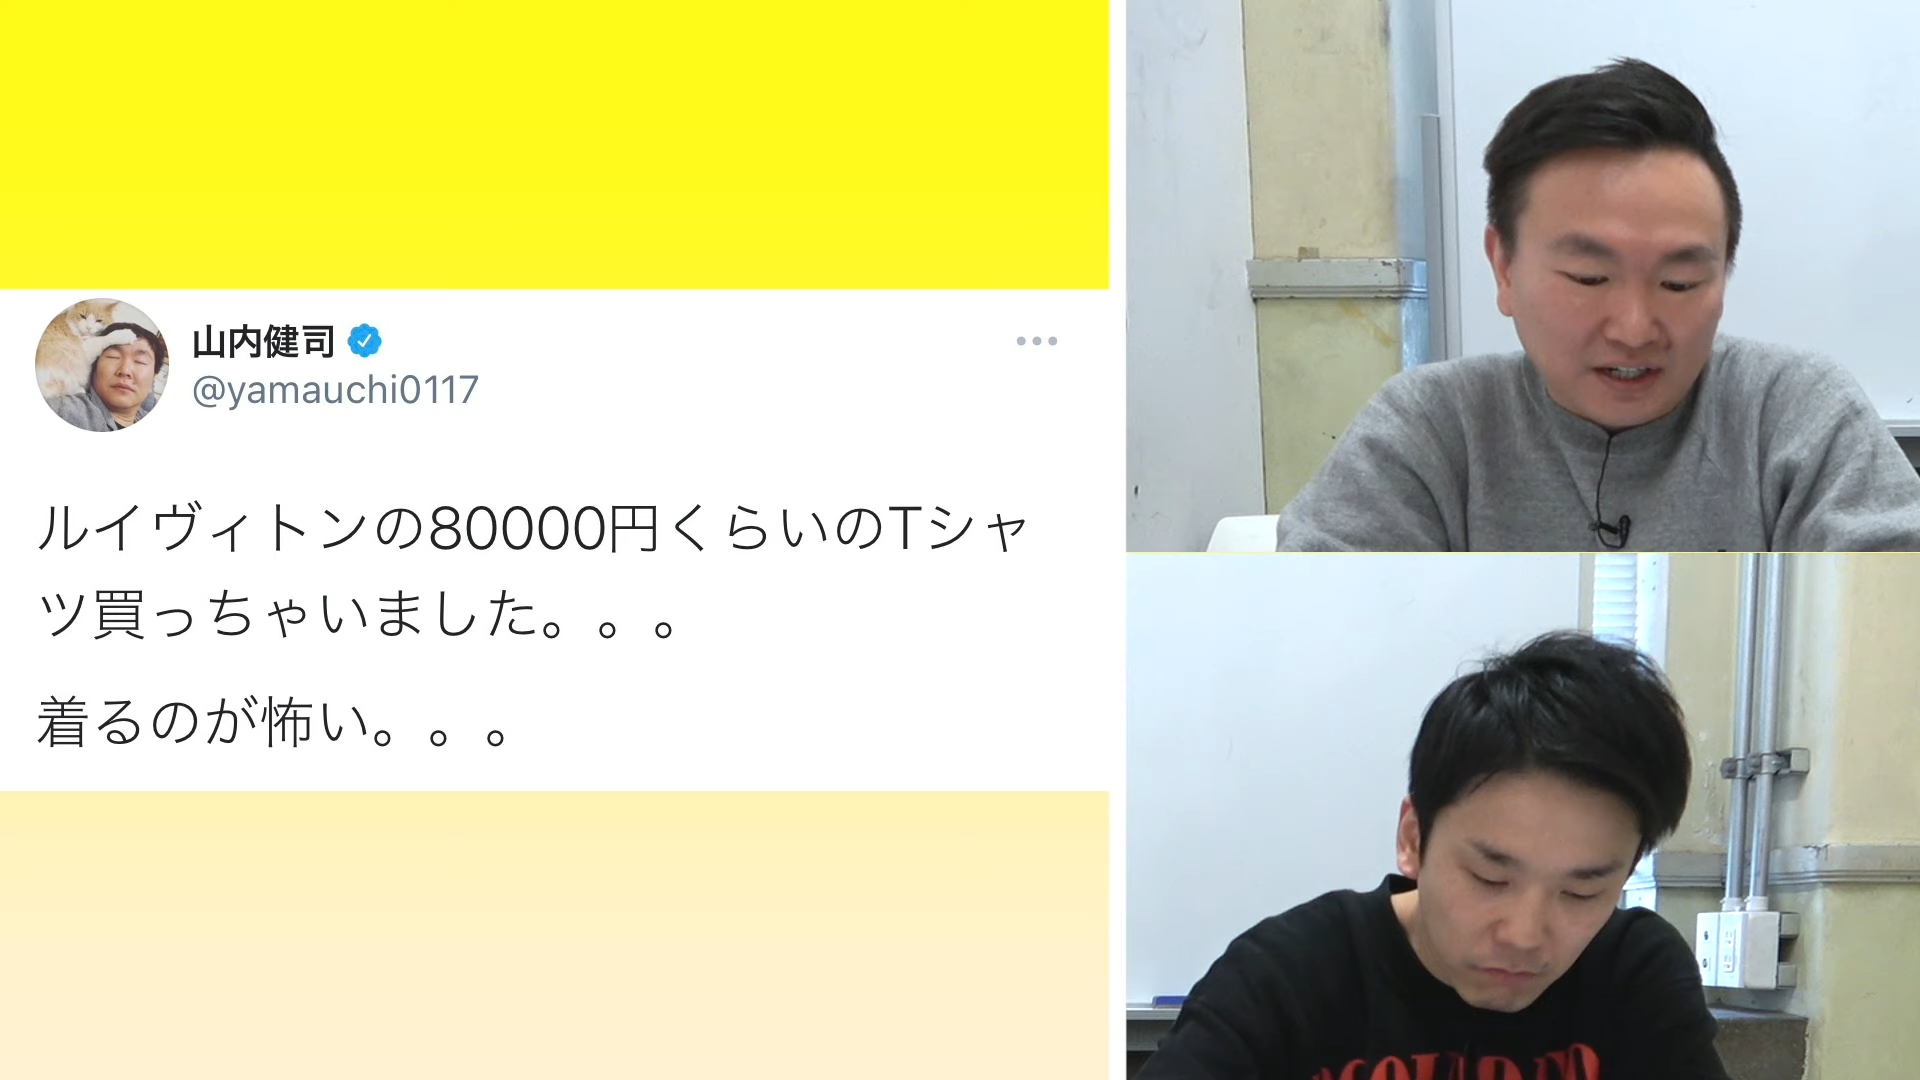 山内健司
@yamauchi0117
ルイヴィトンの80000円くらいのTシャ
ツ買っちゃいました。。。
着るのが怖い。。。